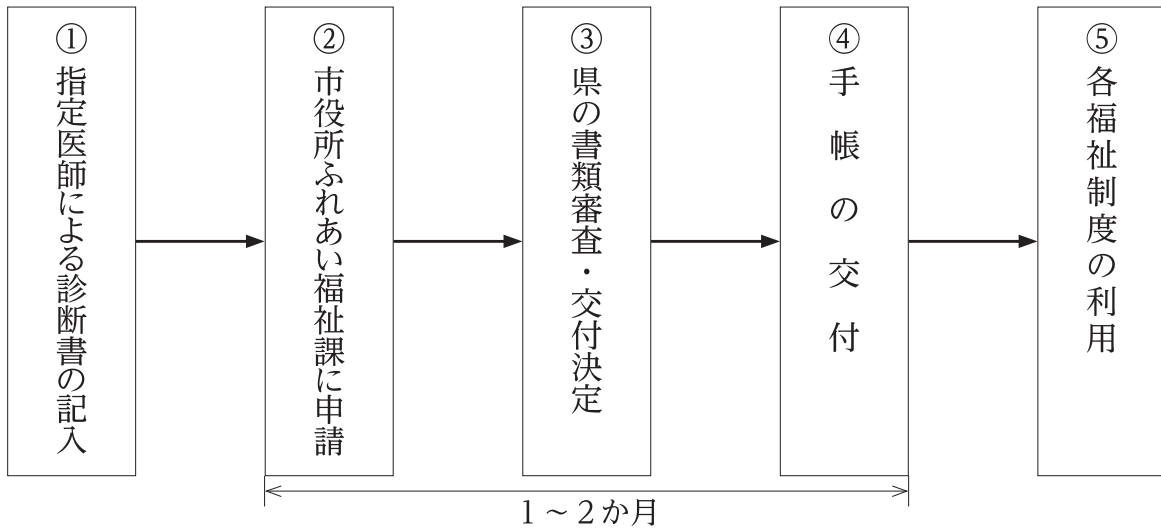 ①指定医師による診断書の記入
②市役所ふれあい福祉課に申請
③県の書類審査・交付決定
④手帳の交付
⑤各福祉制度の利用
1～2か月